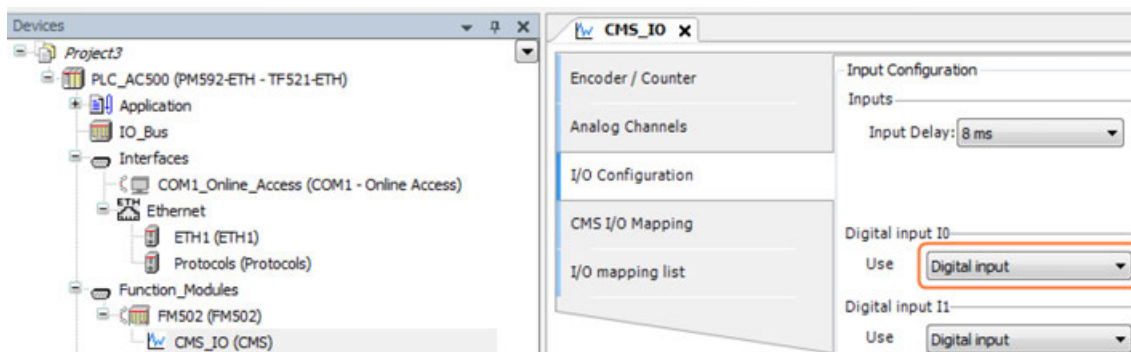 Devices
Project3
PLC_AC500 (PM592-ETH - TF521-ETH)
Application
IO_Bus
Interfaces
COM1_Online_Access (COM1 - Online Access)
ETH
Ethernet
ETH1 (ETH1)
Protocols (Protocols)
Function_Modules
FM502 (FM502)
CMS_IO (CMS)
CMS_IO X
Encoder / Counter
Analog Channels
I/O Configuration
CMS I/O Mapping
I/O mapping list
Input Configuration
Inputs
Input Delay: 8 ms
Digital input I0
Use Digital input
Digital input I1
Use Digital input